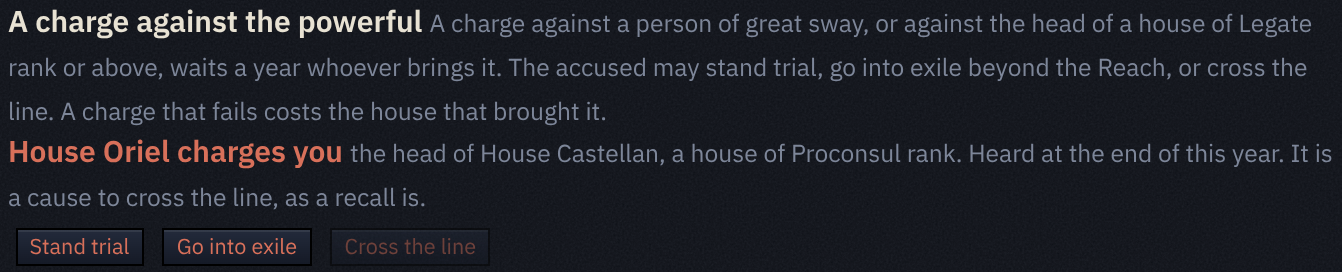 A charge against the powerful A charge against a person of great sway, or against the head of a house of Legate
rank or above, waits a year whoever brings it. The accused may stand trial, go into exile beyond the Reach, or cross the
line. A charge that fails costs the house that brought it.
House Oriel charges you the head of House Castellan, a house of Proconsul rank. Heard at the end of this year. It is
a cause to cross the line, as a recall is.
Stand trial Go into exile Cross the line